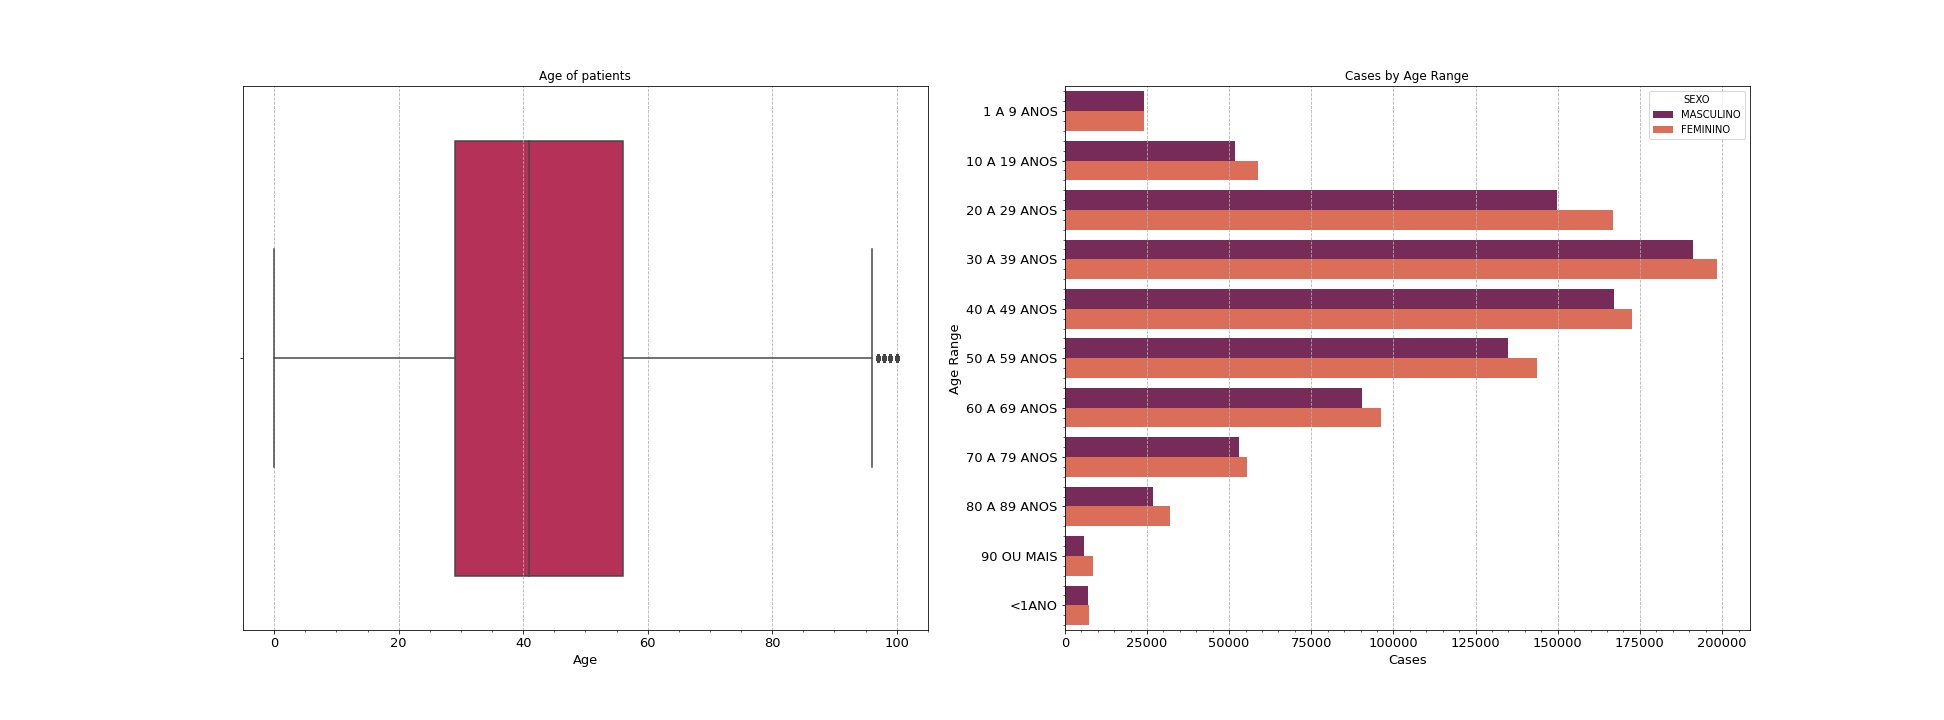 Age of patients
0 20 40 60 80 100
Age
Cases by Age Range
SEXO
MASCULINO
FEMININO
Age Range
1 A 9 ANOS
10 A 19 ANOS
20 A 29 ANOS
30 A 39 ANOS
40 A 49 ANOS
50 A 59 ANOS
60 A 69 ANOS
70 A 79 ANOS
80 A 89 ANOS
90 OU MAIS
<1ANO
0 25000 50000 75000 100000 125000 150000 175000 200000
Cases